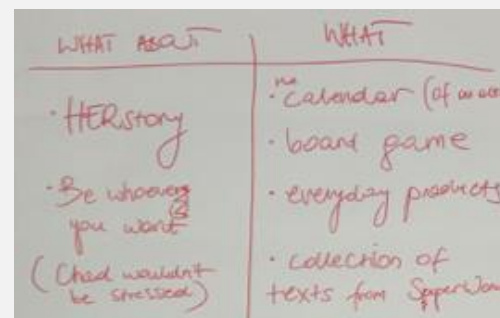 WHAT ABOUT
• HERstory
• Be whoever
you want
(Chad wouldn't
be stressed)
WHAT
• Calendar (of
• board game
• everyday products
• collection of
texts from